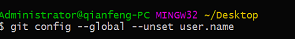 Administrator@qianfeng-PC MINGW32 ~/Desktop
$ git config --global --unset user.name